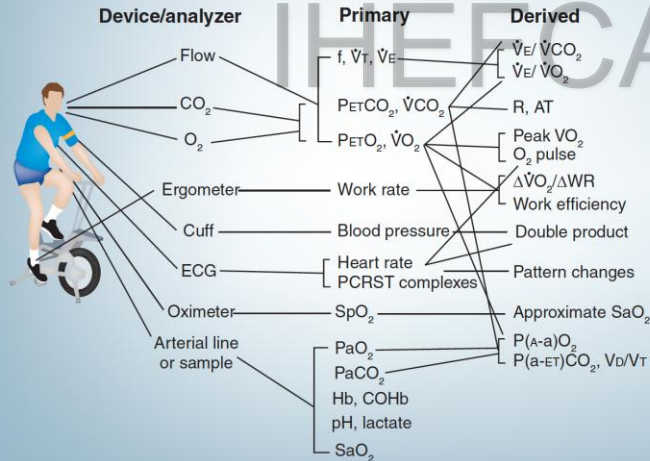 IHEFCA
Device/analyzer
Primary
Derived
Flow
CO₂
O₂
Ergometer
Cuff
ECG
Oximeter
Arterial line
or sample
f, V̇T, V̇E
PETCO₂, V̇CO₂
PETO₂, V̇O₂
Work rate
Blood pressure
Heart rate
PCRST complexes
SpO₂
PaO₂
PaCO₂
Hb, COHb
pH, lactate
SaO₂
V̇E/ V̇CO₂
V̇E/ V̇O₂
R, AT
Peak VO₂
O₂ pulse
ΔV̇O₂/ΔWR
Work efficiency
Double product
Pattern changes
Approximate SaO₂
P(A-a)O₂
P(a-ET)CO₂, VD/VT